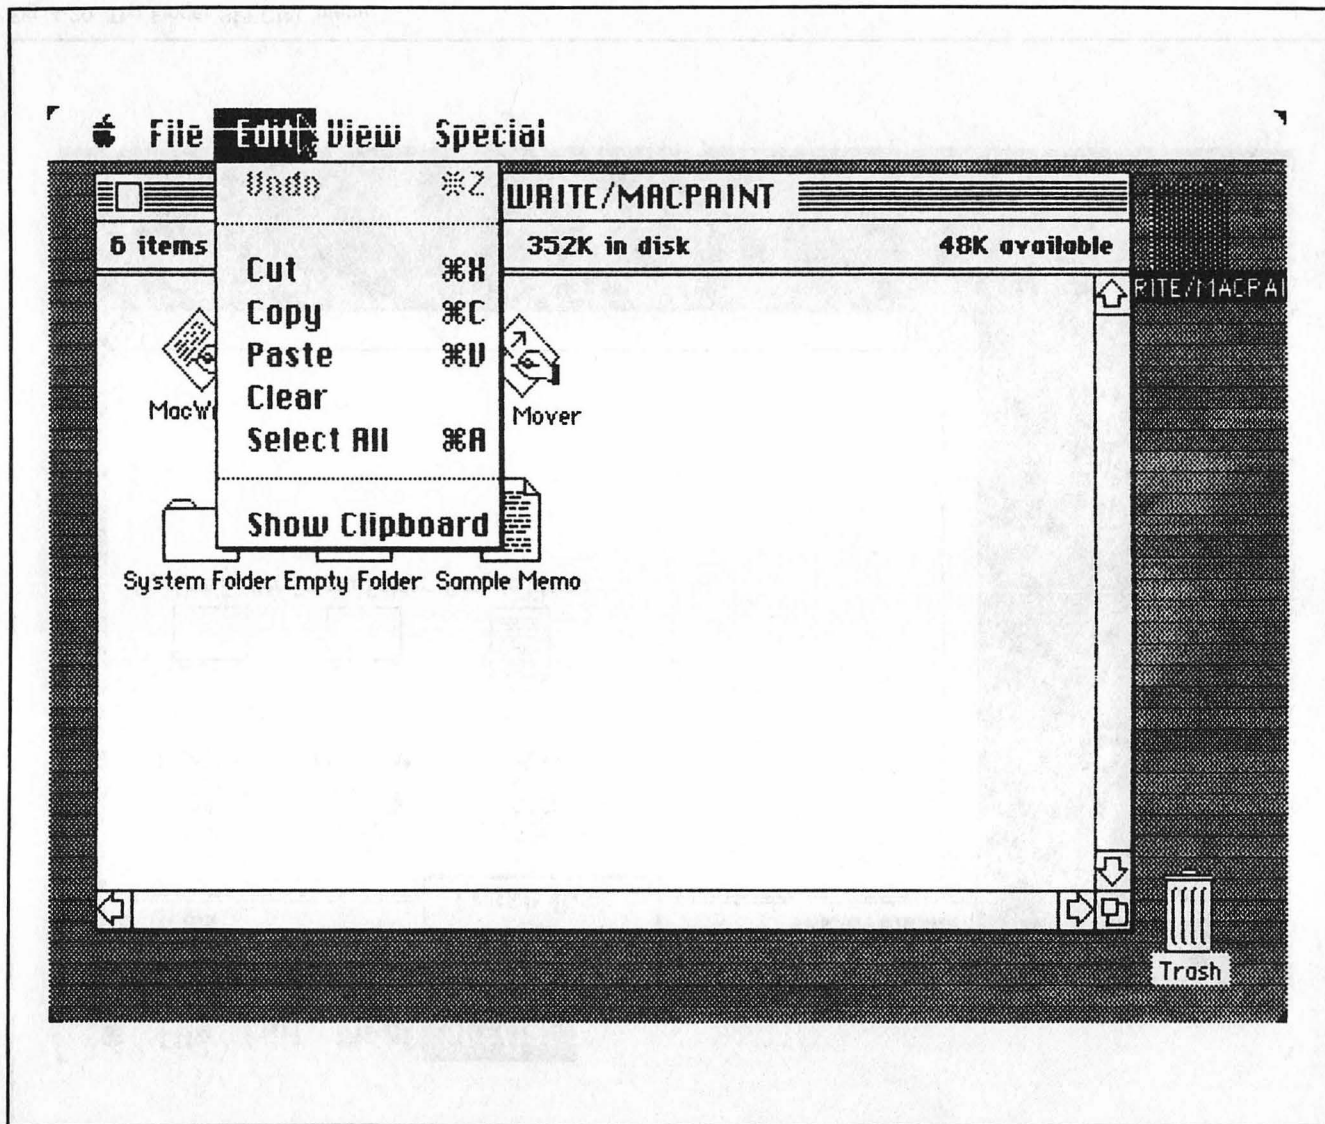 File Edit View Special
Undo ⌘Z
WRITE/MACPAINT
6 items 352K in disk 48K available
Cut ⌘X
RITE/MACPAI
Copy ⌘C
Paste ⌘V
Clear
MacW Mover
Select All ⌘A
Show Clipboard
System Folder Empty Folder Sample Memo
Trash